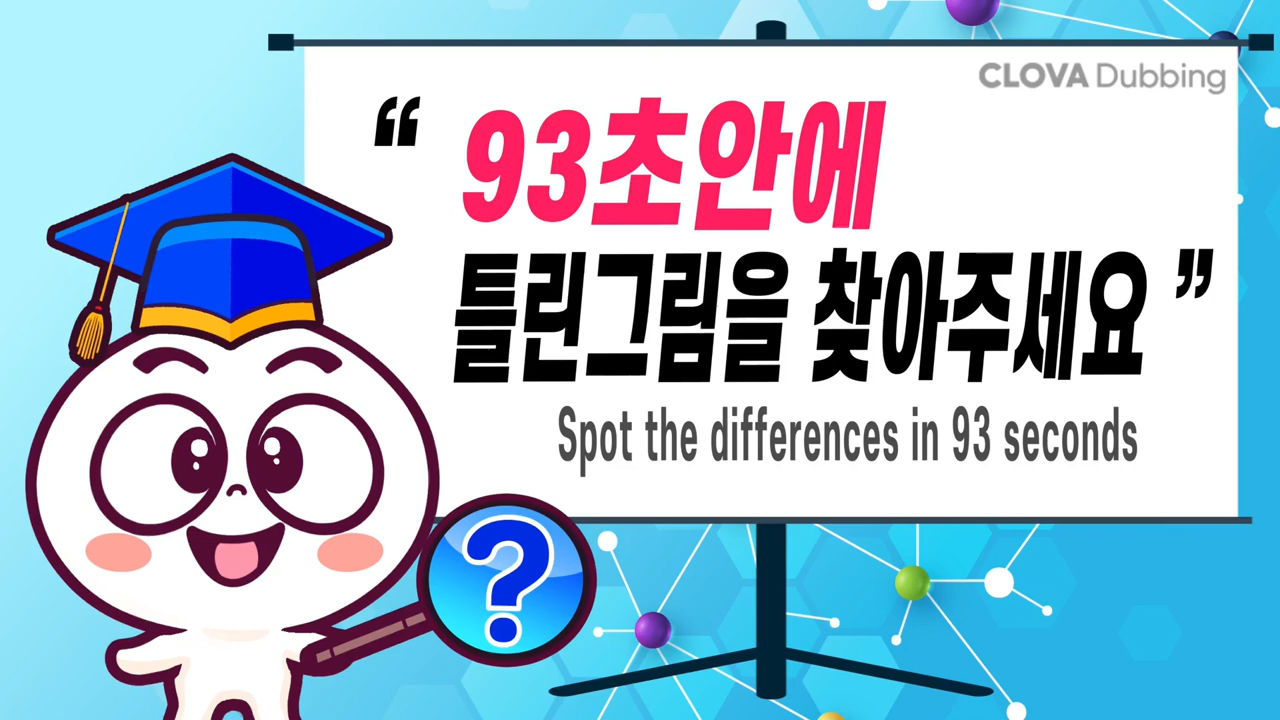 CLOVA Dubbing
“ 93초안에
틀린그림을 찾아주세요 ”
Spot the differences in 93 seconds
?